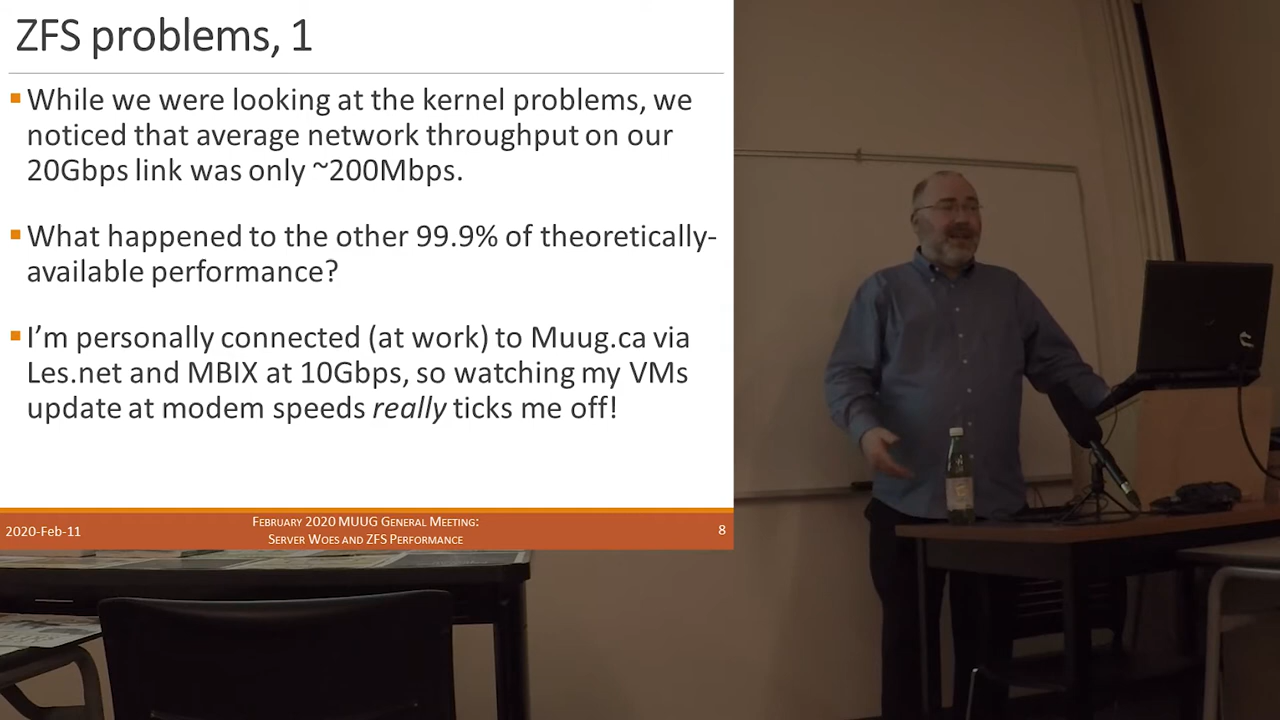 ZFS problems, 1
While we were looking at the kernel problems, we
noticed that average network throughput on our
20Gbps link was only ~200Mbps.
What happened to the other 99.9% of theoretically-
available performance?
I'm personally connected (at work) to Muug.ca via
Les.net and MBIX at 10Gbps, so watching my VMs
update at modem speeds really ticks me off!
2020-Feb-11
February 2020 MUUG General Meeting:
Server Woes and ZFS Performance
8